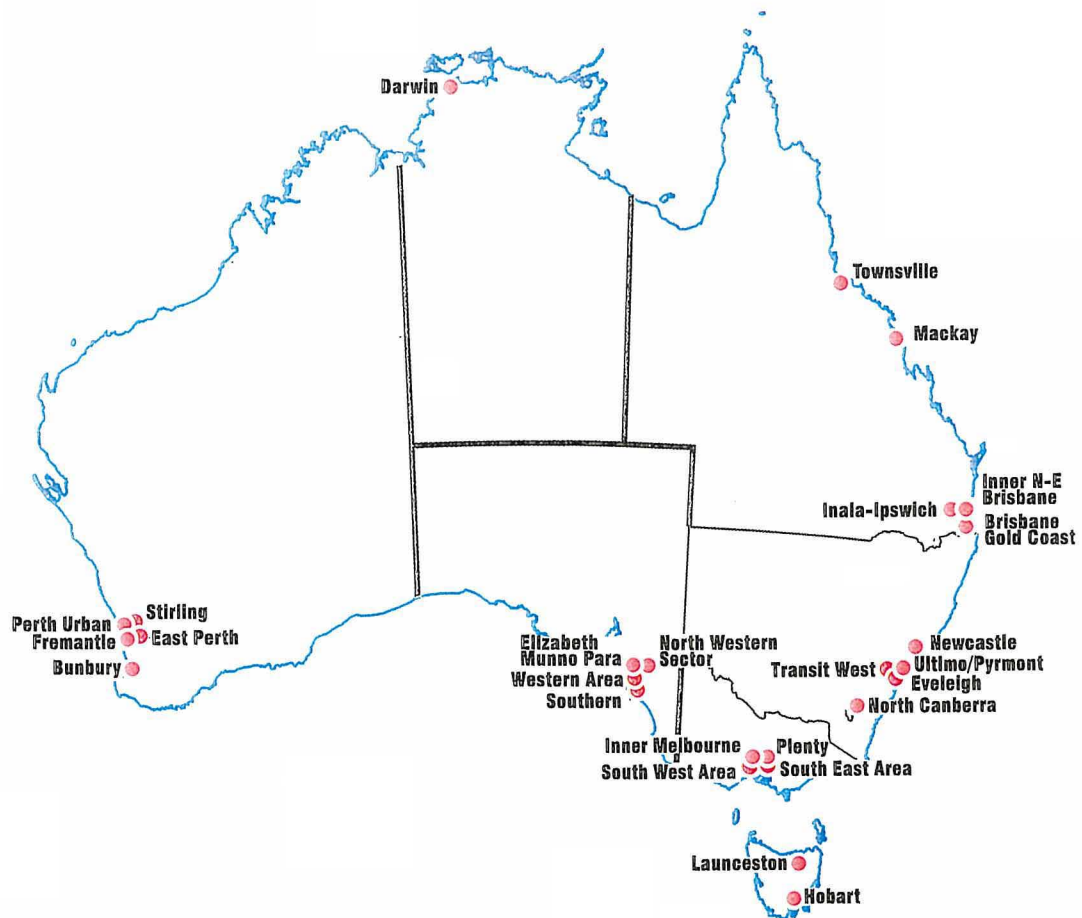 Darwin
Townsville
Mackay
Inner N-E
Brisbane
Inala-Ipswich
Brisbane
Gold Coast
Stirling
Perth Urban
Fremantle
East Perth
Bunbury
Elizabeth
Munno Para
Western Area
Southern
North Western
Sector
Newcastle
Transit West
Ultimo/Pyrmont
Eveleigh
North Canberra
Inner Melbourne
Plenty
South West Area
South East Area
Launceston
Hobart